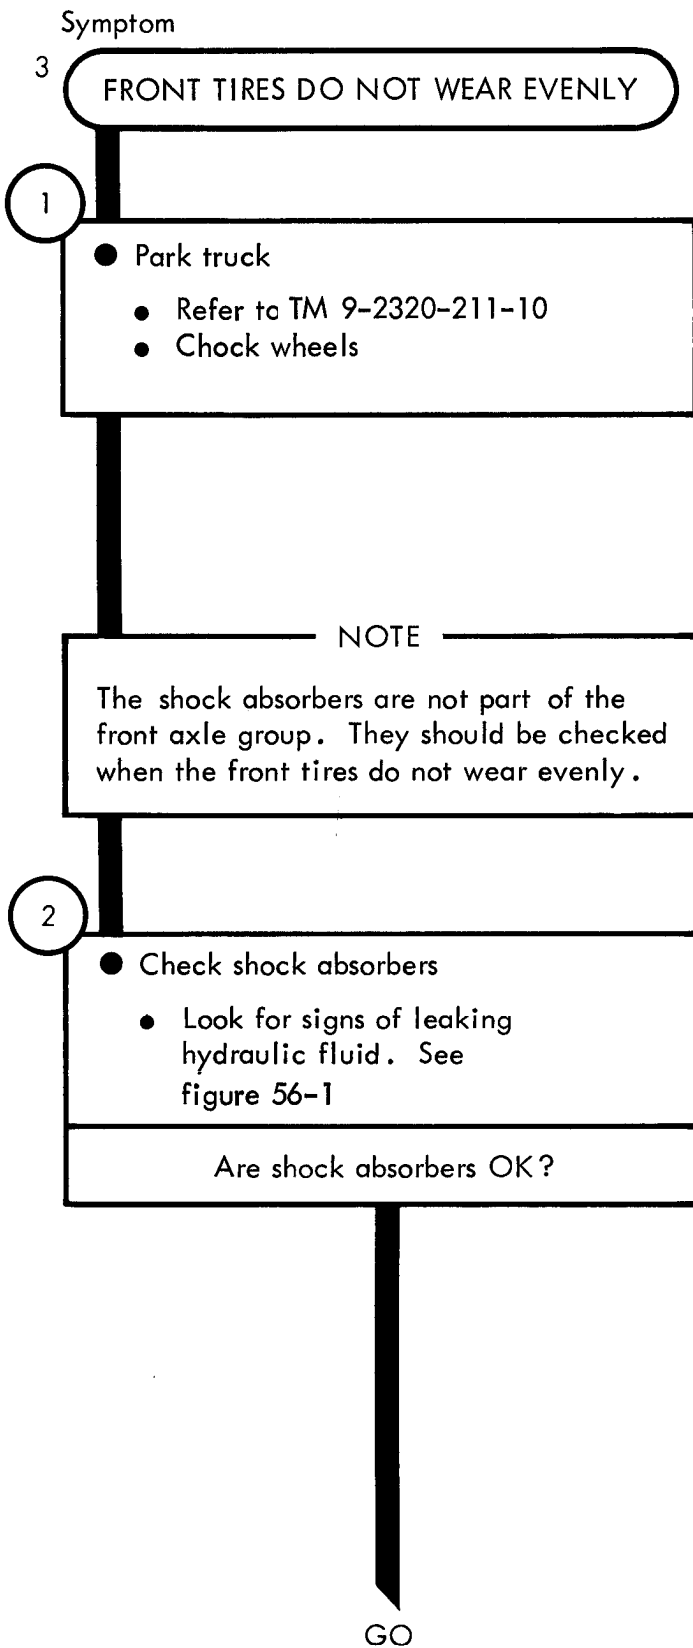 Symptom
3
FRONT TIRES DO NOT WEAR EVENLY
1
● Park truck
● Refer to TM 9-2320-211-10
● Chock wheels
NOTE
The shock absorbers are not part of the
front axle group. They should be checked
when the front tires do not wear evenly.
2
● Check shock absorbers
● Look for signs of leaking
hydraulic fluid. See
figure 56-1
Are shock absorbers OK?
GO